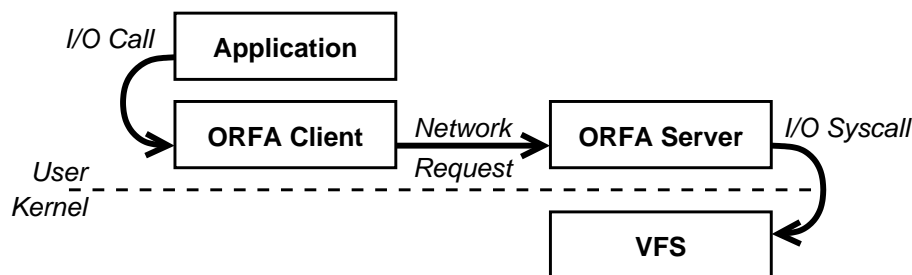 I/O Call
Application
ORFA Client
Network
Request
ORFA Server
I/O Syscall
User
Kernel
VFS